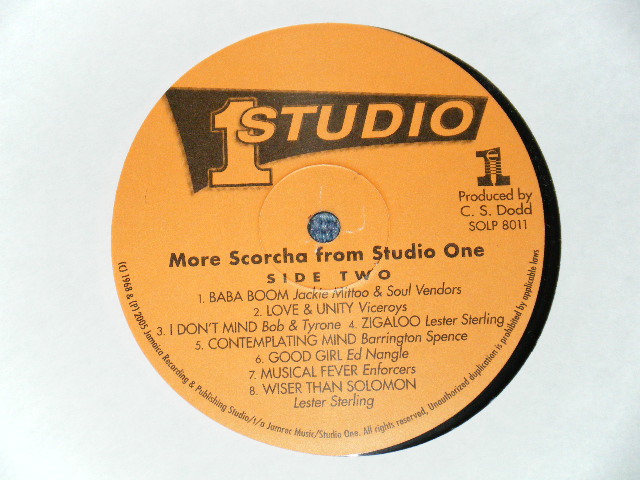 1 STUDIO
1
Produced by
C. S. Dodd
SOLP 8011
More Scorcha from Studio One
SIDE TWO
1. BABA BOOM Jackie Mittoo & Soul Vendors
2. LOVE & UNITY Viceroys
3. I DON'T MIND Bob & Tyrone 4. ZIGALOO Lester Sterling
5. CONTEMPLATING MIND Barrington Spence
6. GOOD GIRL Ed Nangle
7. MUSICAL FEVER Enforcers
8. WISER THAN SOLOMON
Lester Sterling
(C) 1968 & (P) 2005 Jamaica Recording & Publishing Studio/t/a Jamrec Music/Studio One. All rights reserved, Unauthorized duplication is prohibited by applicable laws